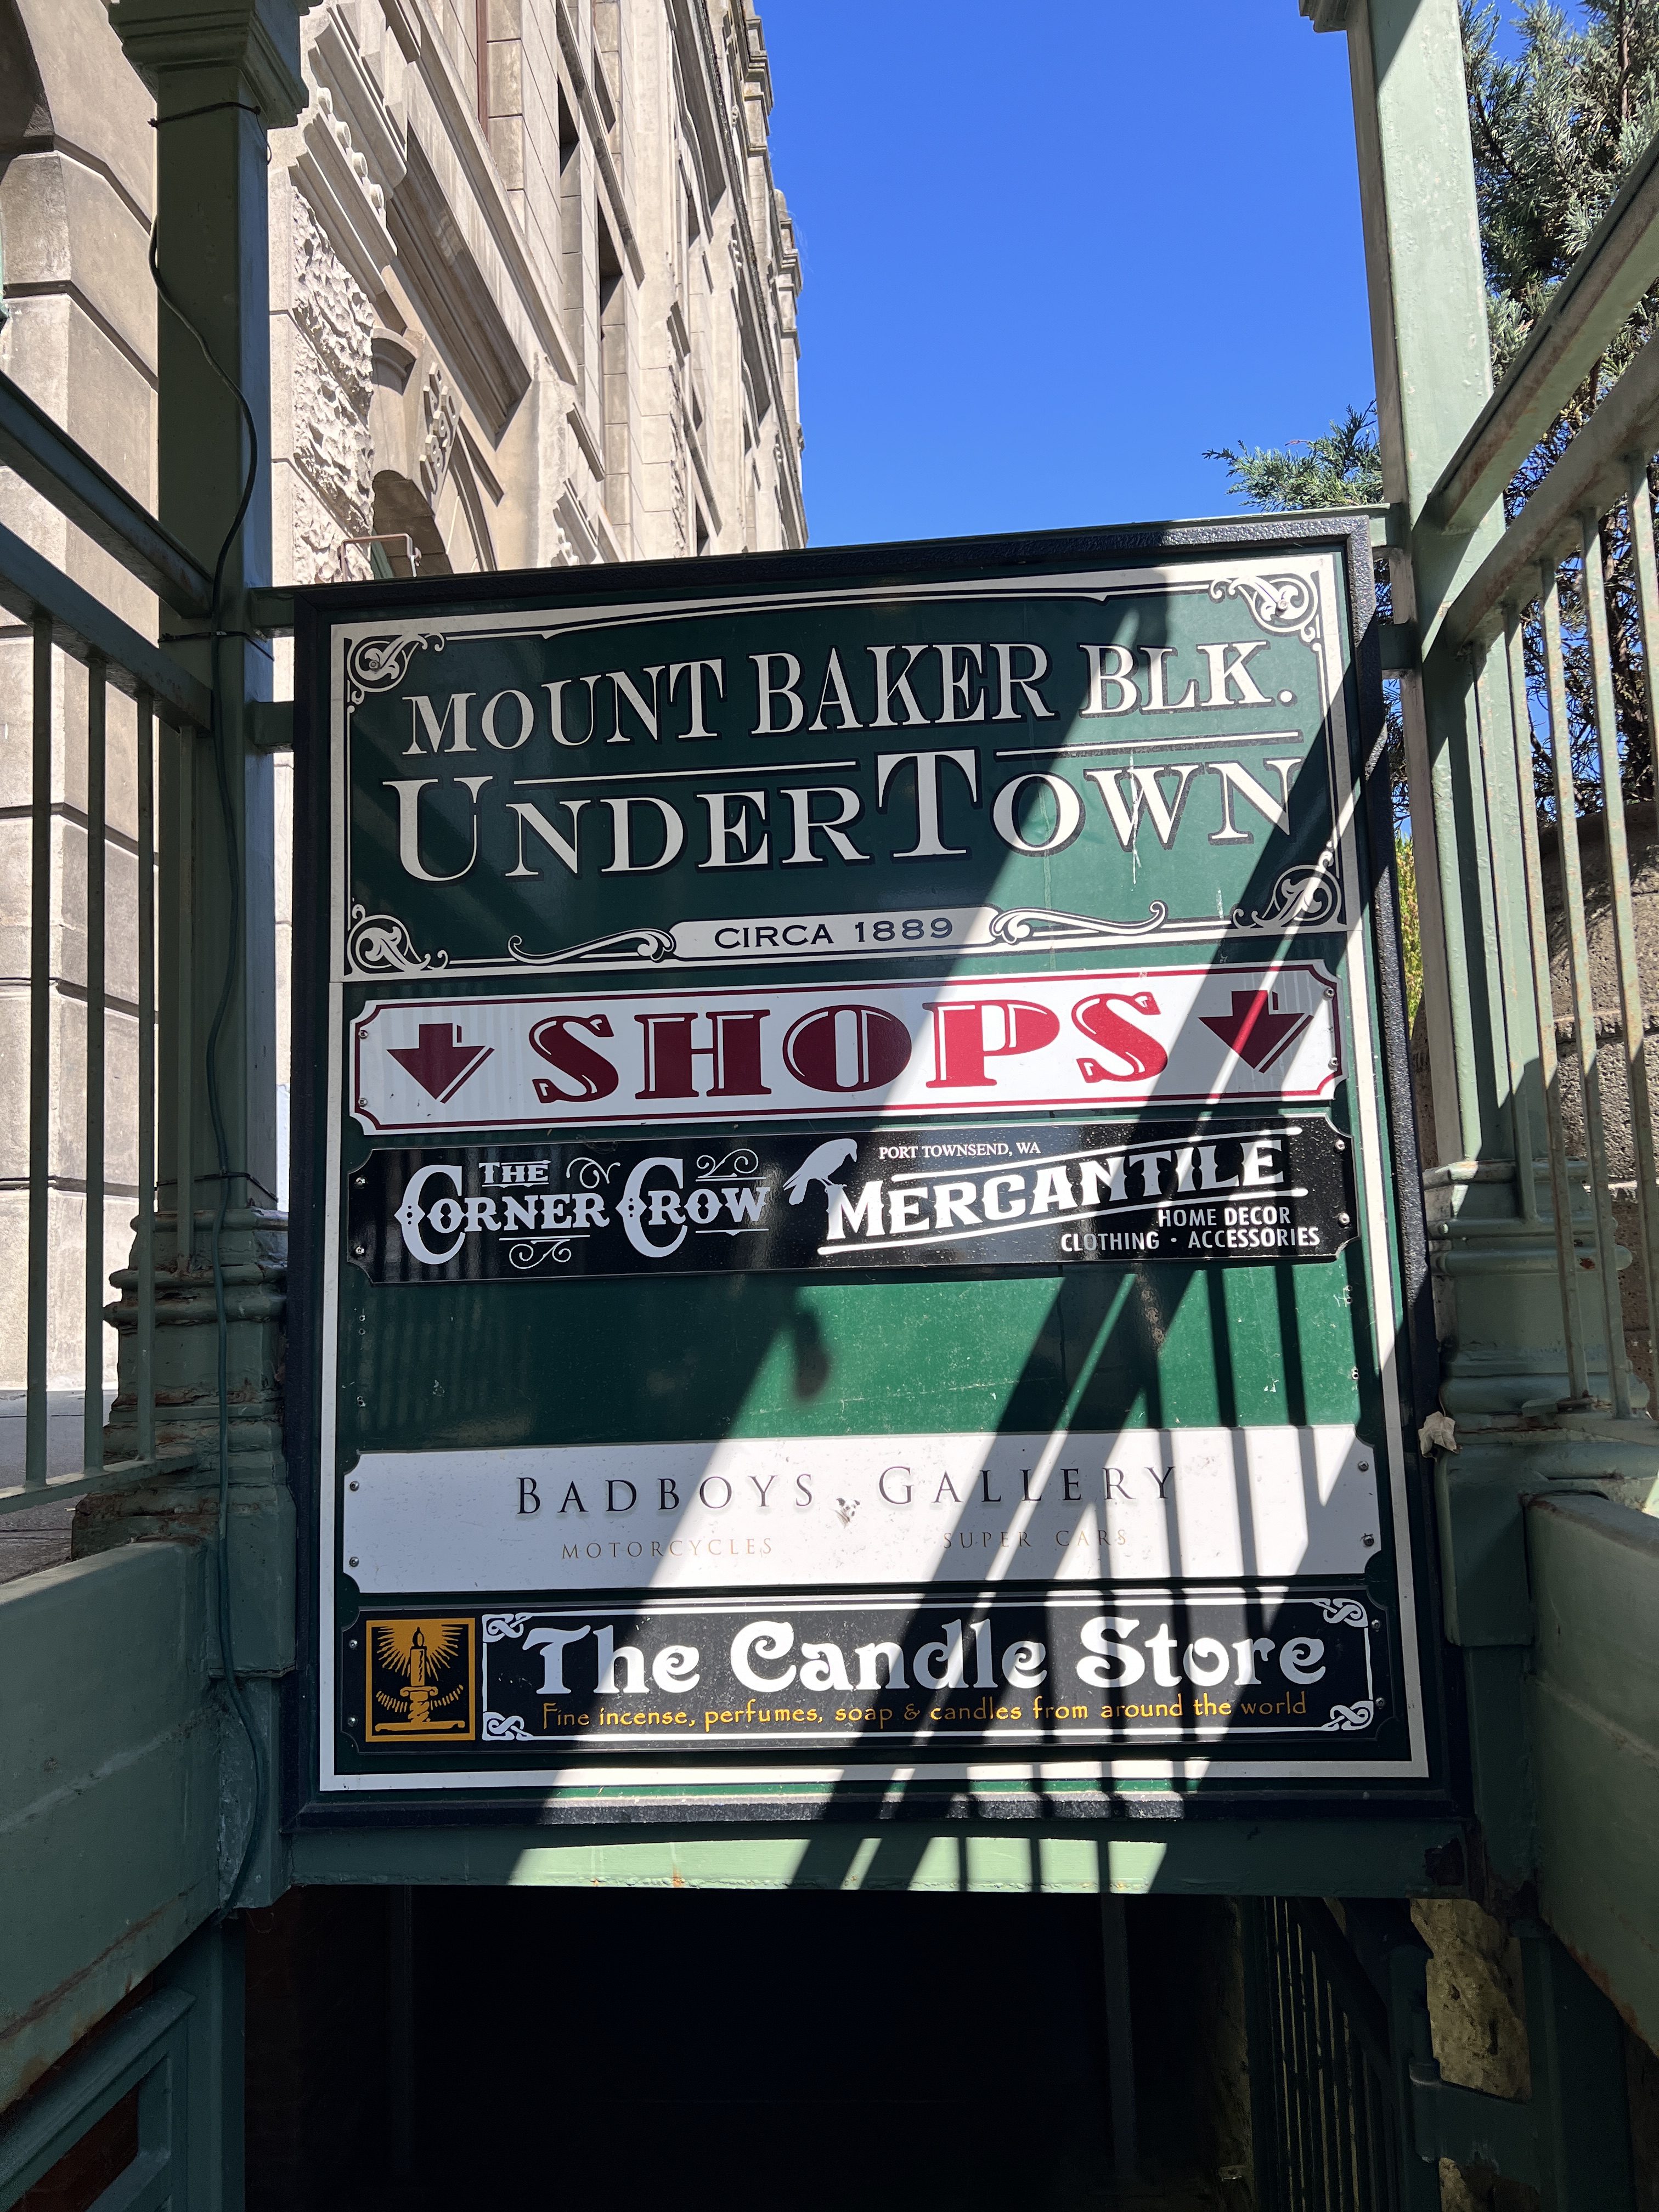 MOUNT BAKER BLK.
UNDERTOWN
CIRCA 1889
SHOPS
THE CORNER CROW
PORT TOWNSEND, WA
MERCANTILE
HOME DECOR
CLOTHING • ACCESSORIES
BADBOYS GALLERY
MOTORCYCLES SUPER CARS
The Candle Store
Fine incense, perfumes, soap & candles from around the world